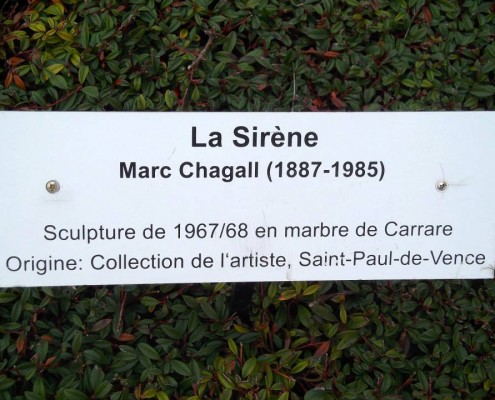 La Sirène
Marc Chagall (1887-1985)
Sculpture de 1967/68 en marbre de Carrare
Origine: Collection de l'artiste, Saint-Paul-de-Vence